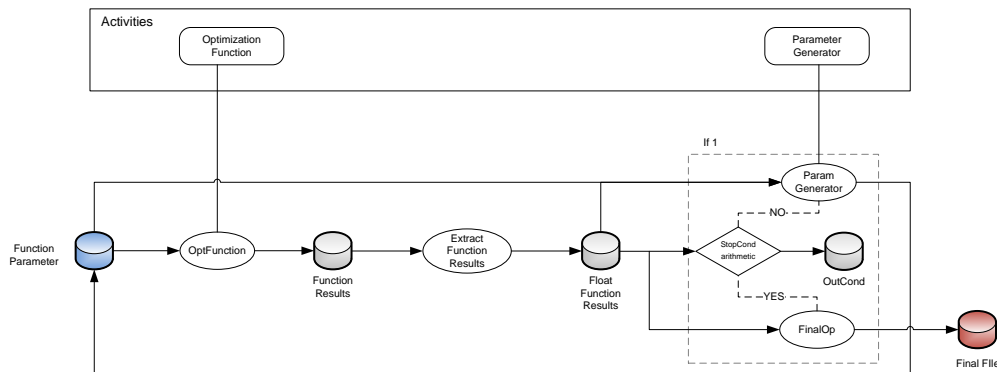 Activities
Optimization
Function
Parameter
Generator
If 1
Param
Generator
NO
Function
Parameter
OptFunction
Function
Results
Extract
Function
Results
Float
Function
Results
StopCond
arithmetic
OutCond
YES
FinalOp
Final FIle